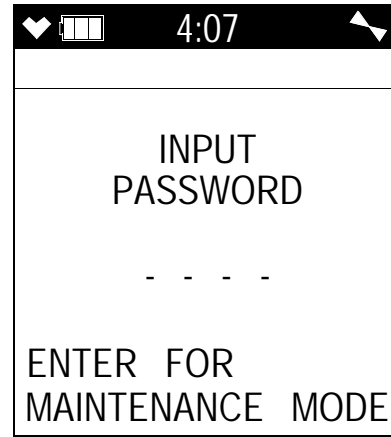 4:07
INPUT
PASSWORD
- - - -
ENTER FOR
MAINTENANCE MODE